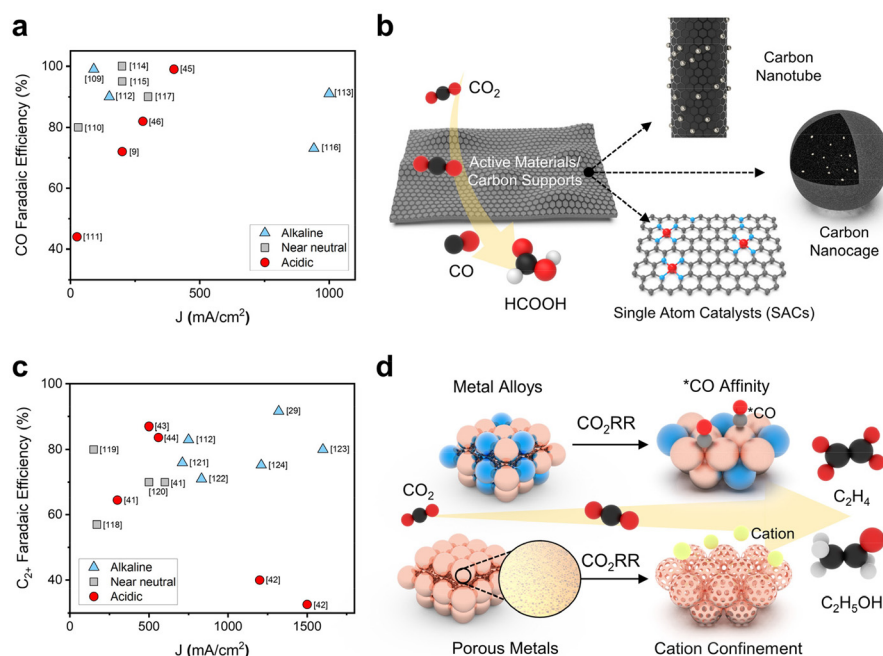 a
CO Faradaic Efficiency (%)
100
80
60
40
0
500
1000
J (mA/cm²)
[109]
[114]
[115]
[45]
[112]
[117]
[113]
[110]
[46]
[9]
[116]
[111]
Alkaline
Near neutral
Acidic
b
CO₂
Active Materials/
Carbon Supports
CO
HCOOH
Carbon
Nanotube
Carbon
Nanocage
Single Atom Catalysts (SACs)
c
C₂₊ Faradaic Efficiency (%)
100
80
60
40
0
500
1000
1500
J (mA/cm²)
[29]
[43]
[44]
[112]
[119]
[123]
[121]
[124]
[120]
[41]
[122]
[41]
[118]
[42]
[42]
Alkaline
Near neutral
Acidic
d
Metal Alloys
*CO Affinity
CO₂RR
*CO
CO₂
C₂H₄
Cation
CO₂RR
C₂H₅OH
Porous Metals
Cation Confinement